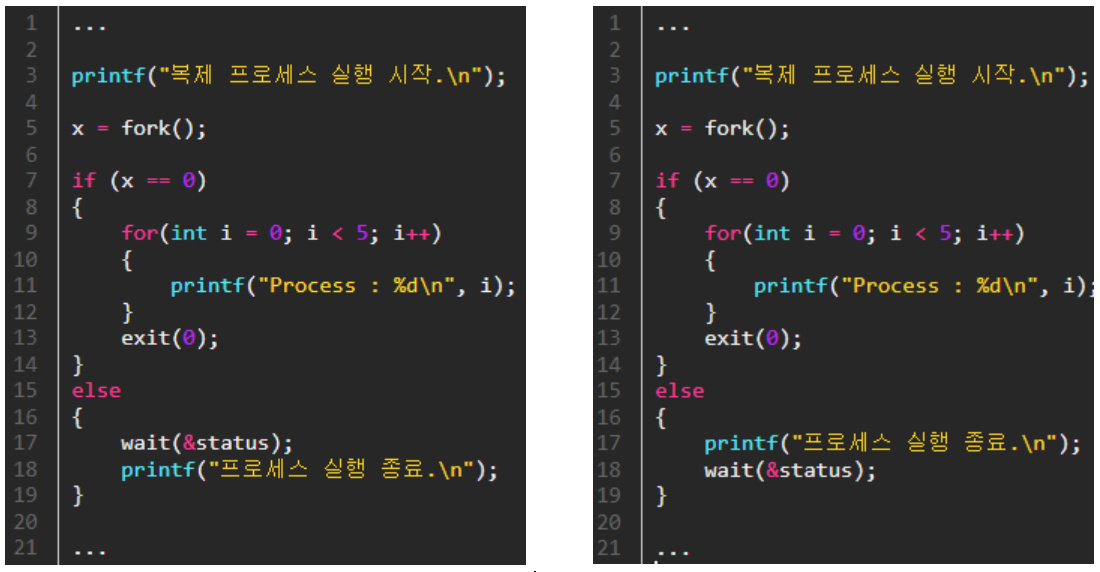 1 ...
2
3 printf("복제 프로세스 실행 시작.\n");
4
5 x = fork();
6
7 if (x == 0)
8 {
9 for(int i = 0; i < 5; i++)
10 {
11 printf("Process : %d\n", i);
12 }
13 exit(0);
14 }
15 else
16 {
17 wait(&status);
18 printf("프로세스 실행 종료.\n");
19 }
20
21 ...
1 ...
2
3 printf("복제 프로세스 실행 시작.\n");
4
5 x = fork();
6
7 if (x == 0)
8 {
9 for(int i = 0; i < 5; i++)
10 {
11 printf("Process : %d\n", i);
12 }
13 exit(0);
14 }
15 else
16 {
17 printf("프로세스 실행 종료.\n");
18 wait(&status);
19 }
20
21 ...